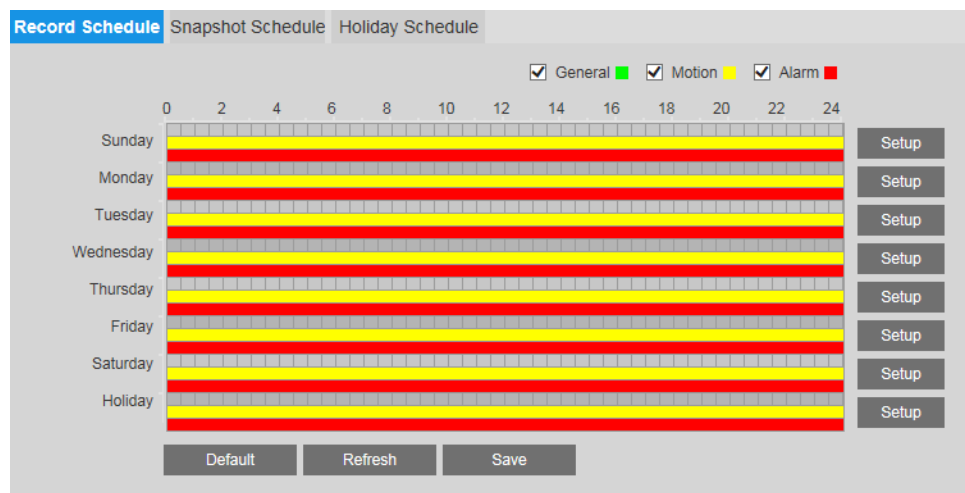 Record Schedule Snapshot Schedule Holiday Schedule
General Motion Alarm
0 2 4 6 8 10 12 14 16 18 20 22 24
Sunday Setup
Monday Setup
Tuesday Setup
Wednesday Setup
Thursday Setup
Friday Setup
Saturday Setup
Holiday Setup
Default Refresh Save